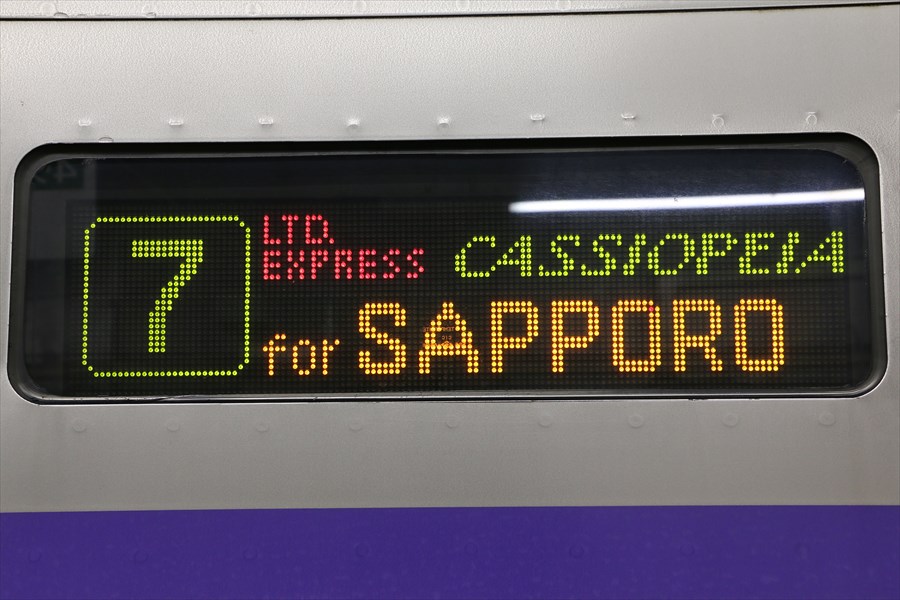 7
LTD.
EXPRESS CASSIOPEIA
for SAPPORO